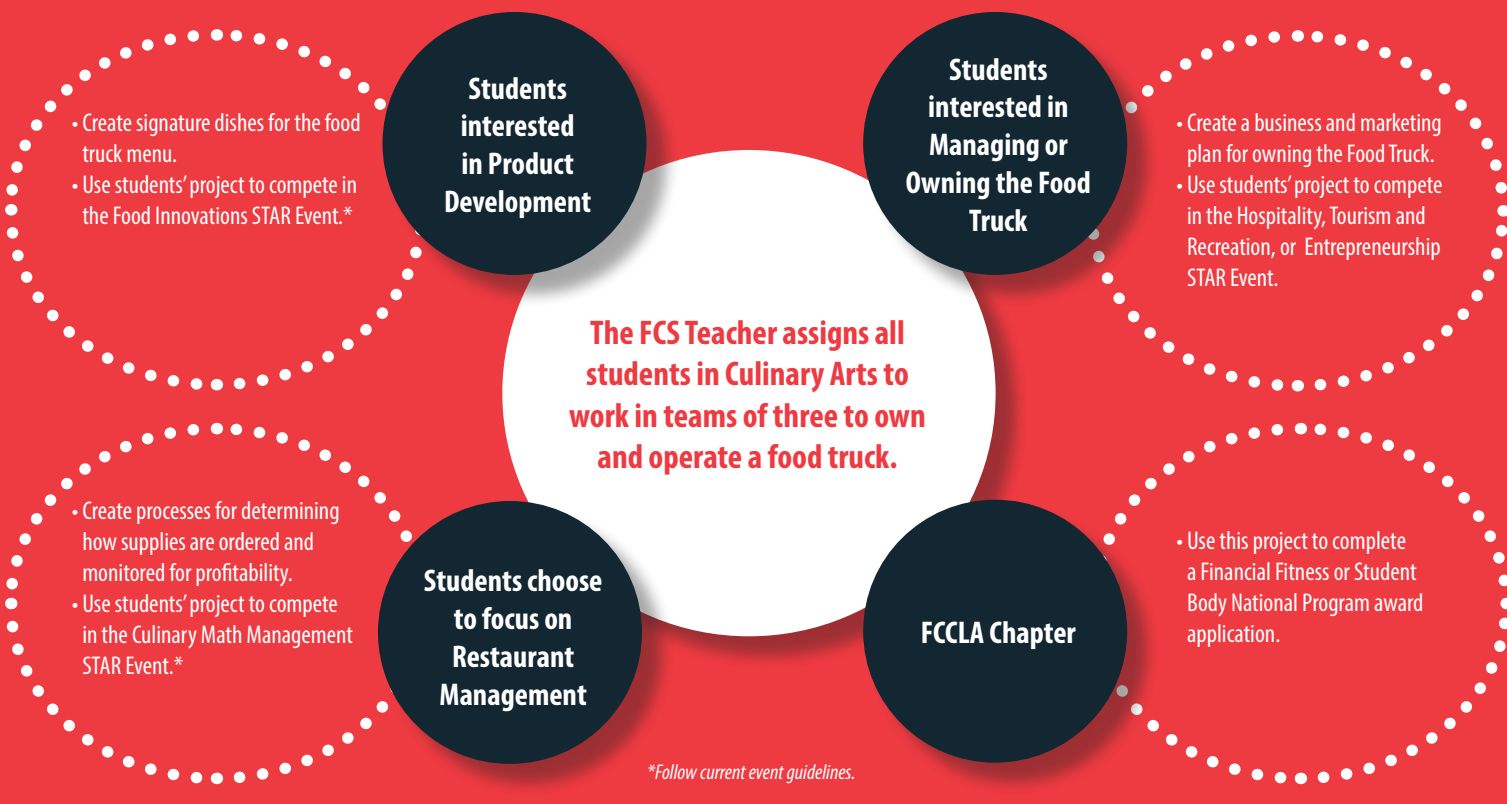 Students
interested
in Product
Development
• Create signature dishes for the food
truck menu.
• Use students' project to compete in
the Food Innovations STAR Event.*
Students
interested in
Managing or
Owning the Food
Truck
• Create a business and marketing
plan for owning the Food Truck.
• Use students' project to compete
in the Hospitality, Tourism and
Recreation, or Entrepreneurship
STAR Event.
The FCS Teacher assigns all
students in Culinary Arts to
work in teams of three to own
and operate a food truck.
Students choose
to focus on
Restaurant
Management
• Create processes for determining
how supplies are ordered and
monitored for profitability.
• Use students' project to compete
in the Culinary Math Management
STAR Event.*
FCCLA Chapter
• Use this project to complete
a Financial Fitness or Student
Body National Program award
application.
*Follow current event guidelines.